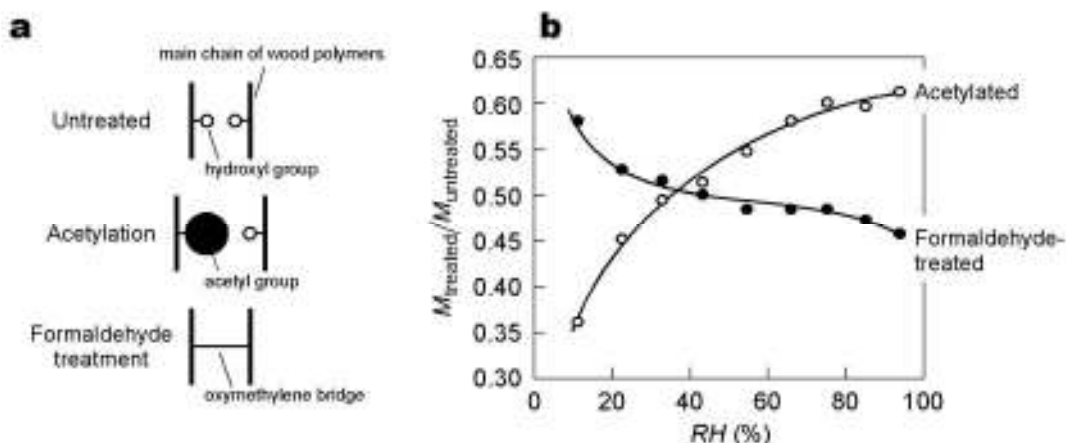 a
main chain of wood polymers
Untreated
hydroxyl group
Acetylation
acetyl group
Formaldehyde
treatment
oxymethylene bridge
b
0.65
0.60
0.55
0.50
0.45
0.40
0.35
0.30
Mtreated/Muntreated
0
20
40
60
80
100
RH (%)
Acetylated
Formaldehyde-
treated